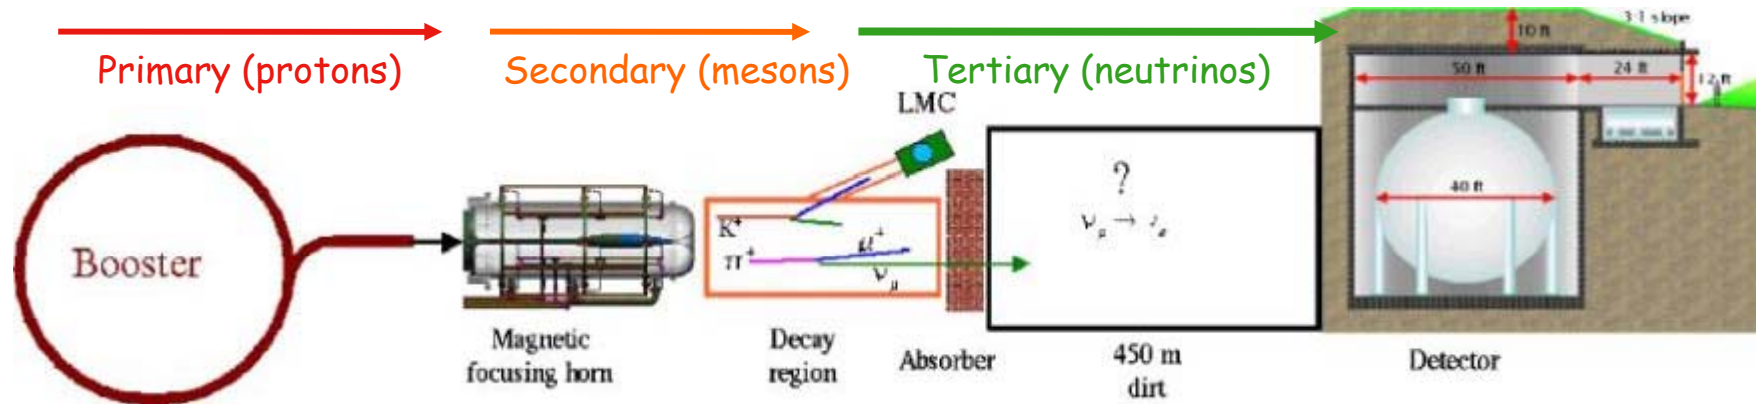 Primary (protons)
Secondary (mesons)
Tertiary (neutrinos)
3:1 slope
10 ft
50 ft
24 ft
12 ft
LMC
Booster
K+
π+
μ+
ν μ
?
ν μ →
40 ft
Magnetic
focusing horn
Decay
region
Absorber
450 m
dirt
Detector